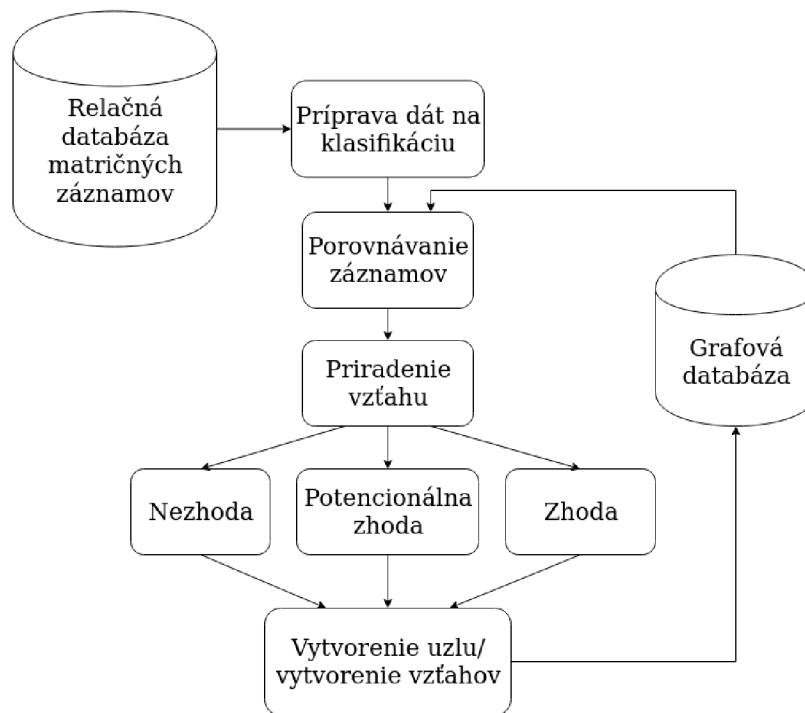 Relačná
databáza
matričných
záznamov
Príprava dát na
klasifikáciu
Porovnávanie
záznamov
Grafová
databáza
Priradenie
vzťahu
Nezhoda
Potencionálna
zhoda
Zhoda
Vytvorenie uzlu/
vytvorenie vzťahov